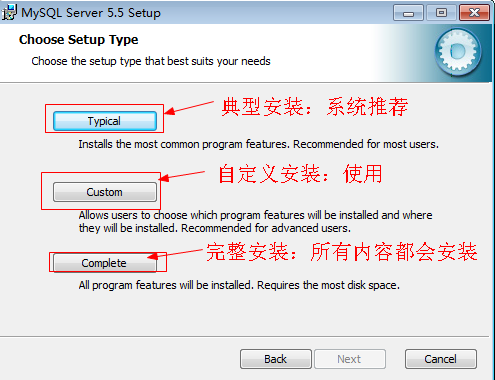 MySQL Server 5.5 Setup
Choose Setup Type
Choose the setup type that best suits your needs
Typical
典型安装：系统推荐
Installs the most common program features. Recommended for most users.
Custom
自定义安装：使用
Allows users to choose which program features will be installed and where
they will be installed. Recommended for advanced users.
Complete
完整安装：所有内容都会安装
All program features will be installed. Requires the most disk space.
Back
Next
Cancel